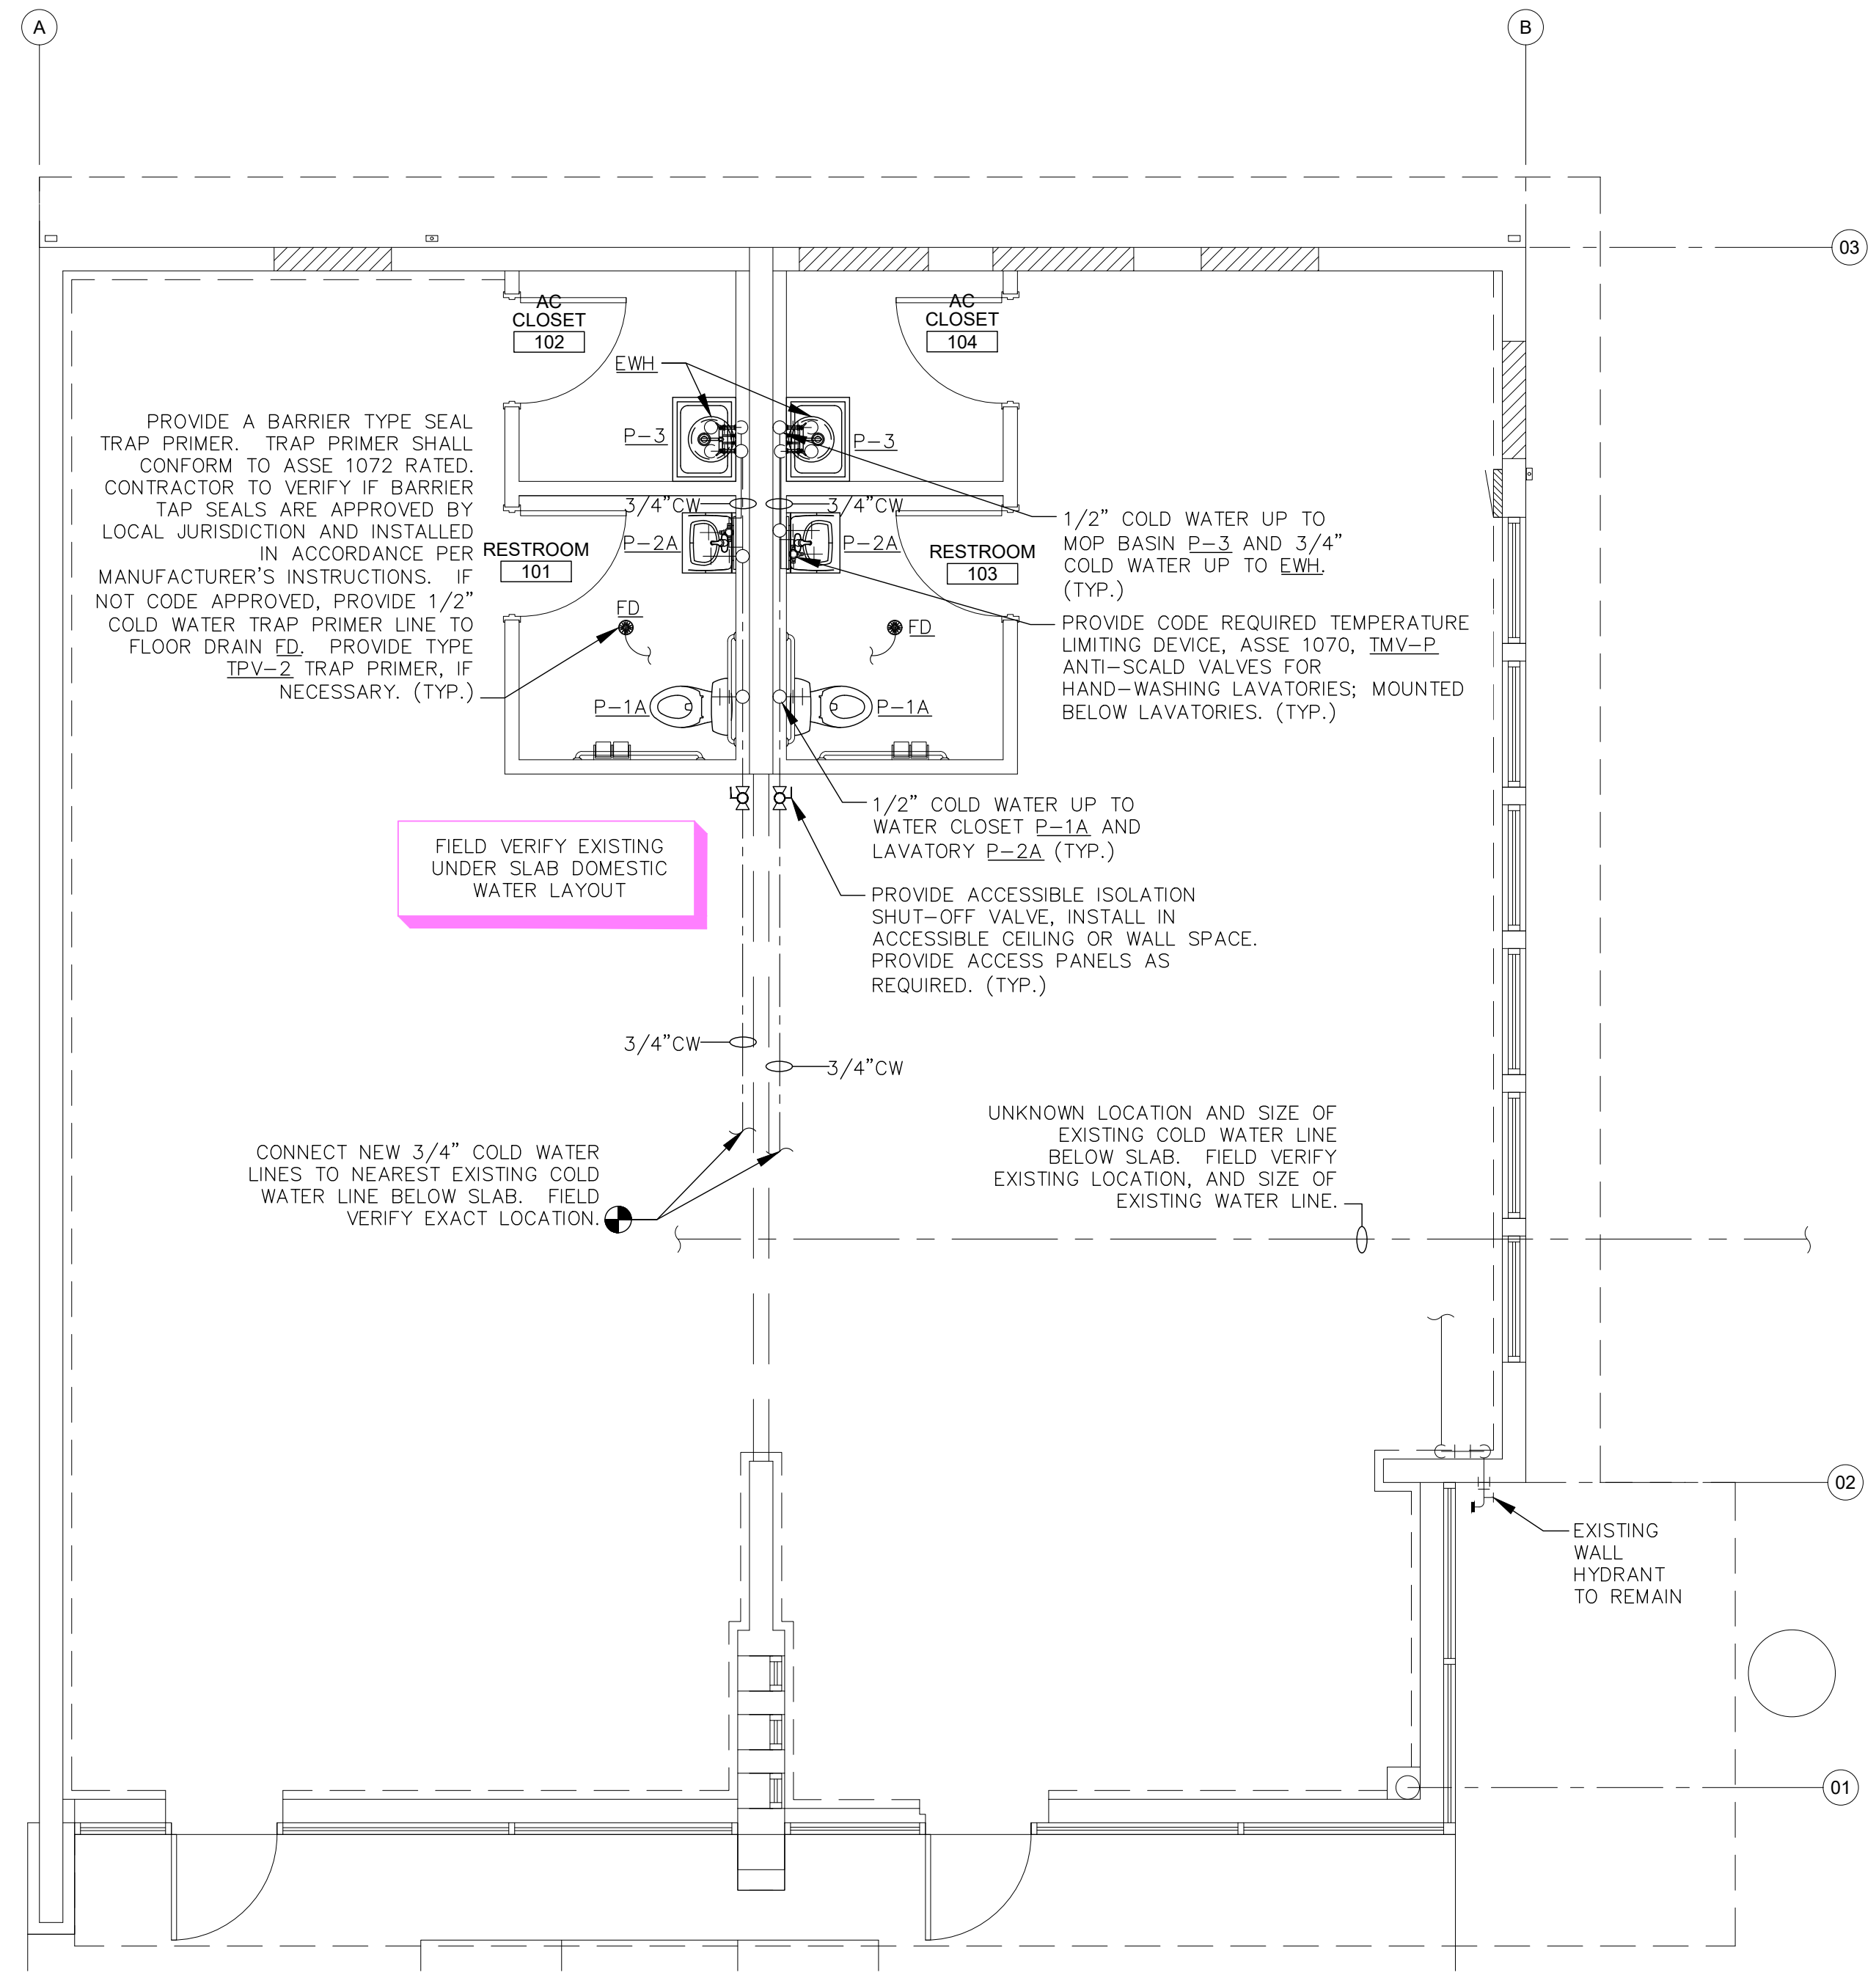 A
B
03
AC
CLOSET
102
AC
CLOSET
104
EWH
PROVIDE A BARRIER TYPE SEAL
TRAP PRIMER.  TRAP PRIMER SHALL
CONFORM TO ASSE 1072 RATED.
CONTRACTOR TO VERIFY IF BARRIER
TAP SEALS ARE APPROVED BY
LOCAL JURISDICTION AND INSTALLED
IN ACCORDANCE PER
MANUFACTURER'S INSTRUCTIONS.  IF
NOT CODE APPROVED, PROVIDE 1/2"
COLD WATER TRAP PRIMER LINE TO
FLOOR DRAIN FD.  PROVIDE TYPE
TPV-2 TRAP PRIMER, IF
NECESSARY. (TYP.)
P-3
P-3
3/4"CW
3/4"CW
P-2A
P-2A
RESTROOM
101
RESTROOM
103
FD
FD
P-1A
P-1A
1/2" COLD WATER UP TO
MOP BASIN P-3 AND 3/4"
COLD WATER UP TO EWH.
(TYP.)
PROVIDE CODE REQUIRED TEMPERATURE
LIMITING DEVICE, ASSE 1070, TMV-P
ANTI-SCALD VALVES FOR
HAND-WASHING LAVATORIES; MOUNTED
BELOW LAVATORIES. (TYP.)
1/2" COLD WATER UP TO
WATER CLOSET P-1A AND
LAVATORY P-2A (TYP.)
FIELD VERIFY EXISTING
UNDER SLAB DOMESTIC
WATER LAYOUT
PROVIDE ACCESSIBLE ISOLATION
SHUT-OFF VALVE, INSTALL IN
ACCESSIBLE CEILING OR WALL SPACE.
PROVIDE ACCESS PANELS AS
REQUIRED. (TYP.)
3/4"CW
3/4"CW
CONNECT NEW 3/4" COLD WATER
LINES TO NEAREST EXISTING COLD
WATER LINE BELOW SLAB.  FIELD
VERIFY EXACT LOCATION.
UNKNOWN LOCATION AND SIZE OF
EXISTING COLD WATER LINE
BELOW SLAB.  FIELD VERIFY
EXISTING LOCATION, AND SIZE OF
EXISTING WATER LINE.
02
EXISTING
WALL
HYDRANT
TO REMAIN
01